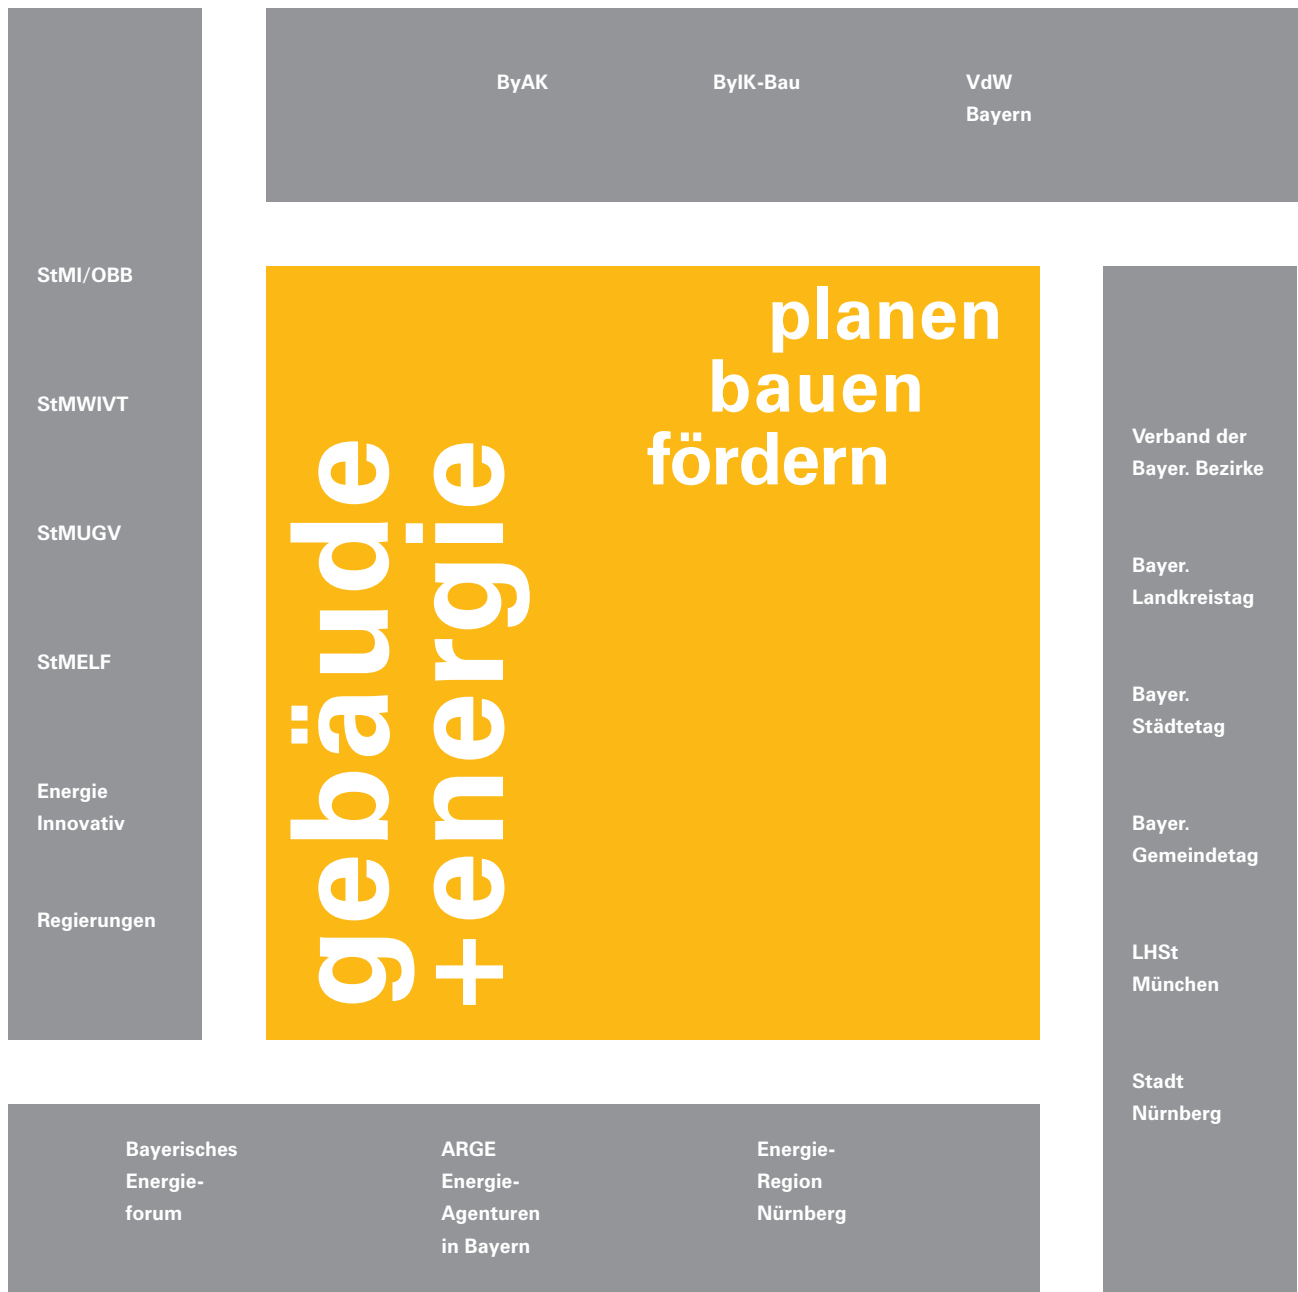 ByAK
ByIK-Bau
VdW
Bayern
StMI/OBB
StMWIVT
StMUGV
StMELF
Energie
Innovativ
Regierungen
planen
bauen
fördern
gebäude
+energie
Verband der
Bayer. Bezirke
Bayer.
Landkreistag
Bayer.
Städtetag
Bayer.
Gemeindetag
LHSt
München
Stadt
Nürnberg
Bayerisches
Energie-
forum
ARGE
Energie-
Agenturen
in Bayern
Energie-
Region
Nürnberg